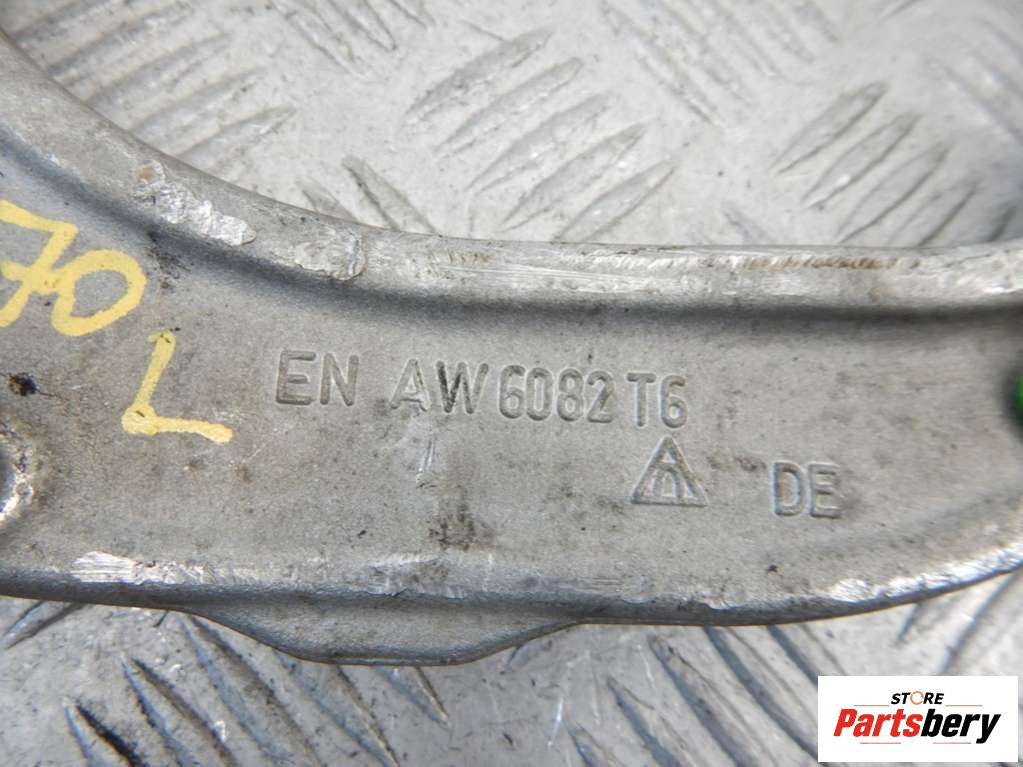 70
L
EN AW 6082 T6
DE
STORE
Partsbery